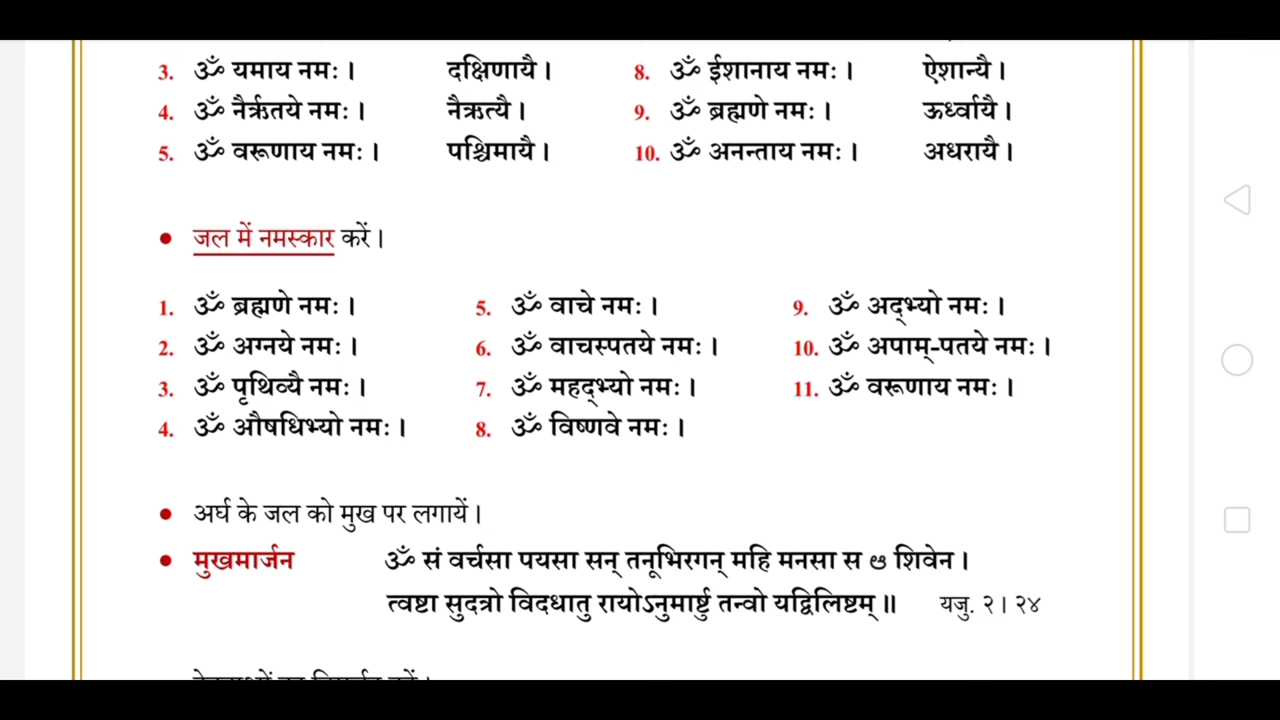 3. ॐ यमाय नमः। दक्षिणायै। 8. ॐ ईशानाय नमः। ऐशान्यै।
4. ॐ नैर्ऋतये नमः। नैऋत्यै। 9. ॐ ब्रह्मणे नमः। ऊर्ध्वायै।
5. ॐ वरूणाय नमः। पश्चिमायै। 10. ॐ अनन्ताय नमः। अधरायै।
• जल में नमस्कार करें।
1. ॐ ब्रह्मणे नमः। 5. ॐ वाचे नमः। 9. ॐ अद्‌भ्यो नमः।
2. ॐ अग्नये नमः। 6. ॐ वाचस्पतये नमः। 10. ॐ अपाम्-पतये नमः।
3. ॐ पृथिव्यै नमः। 7. ॐ महद्‌भ्यो नमः। 11. ॐ वरूणाय नमः।
4. ॐ औषधिभ्यो नमः। 8. ॐ विष्णवे नमः।
• अर्घ के जल को मुख पर लगायें।
• मुखमार्जन ॐ सं वर्चसा पयसा सन् तनूभिरगन् महि मनसा स ७ शिवेन।
त्वष्टा सुदत्रो विदधातु रायोऽनुमार्ष्टु तन्वो यद्विलिष्टम्॥ यजु. २।२४